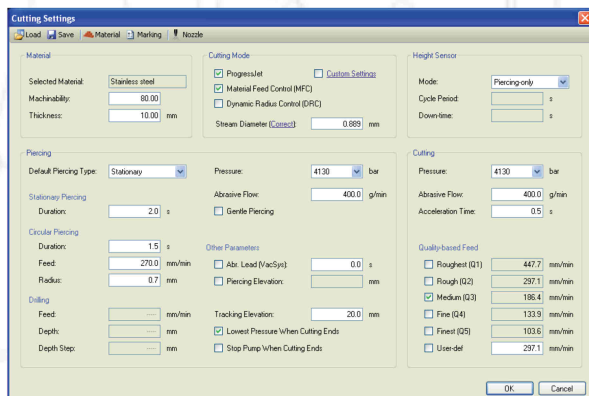 Cutting Settings
Load Save Material Marking Nozzle
Material
Selected Material: Stainless steel
Machinability: 80.00
Thickness: 10.00 mm
Cutting Mode
ProgressJet Custom Settings
Material Feed Control (MFC)
Dynamic Radius Control (DRC)
Stream Diameter (Correct): 0.889 mm
Height Sensor
Mode: Piercing-only
Cycle Period: s
Down-time: s
Piercing
Default Piercing Type: Stationary
Stationary Piercing
Duration: 2.0 s
Circular Piercing
Duration: 1.5 s
Feed: 270.0 mm/min
Radius: 0.7 mm
Drilling
Feed: ---- mm/min
Depth: ---- mm
Depth Step: ---- mm
Pressure: 4130 bar
Abrasive Flow: 400.0 g/min
Gentle Piercing
Other Parameters
Abr. Lead (VacSys): 0.0 s
Piercing Elevation: mm
Tracking Elevation: 20.0 mm
Lowest Pressure When Cutting Ends
Stop Pump When Cutting Ends
Cutting
Pressure: 4130 bar
Abrasive Flow: 400.0 g/min
Acceleration Time: 0.5 s
Quality-based Feed
Roughest (Q1) 447.7 mm/min
Rough (Q2) 297.1 mm/min
Medium (Q3) 186.4 mm/min
Fine (Q4) 133.9 mm/min
Finest (Q5) 103.6 mm/min
User-def 297.1 mm/min
OK Cancel